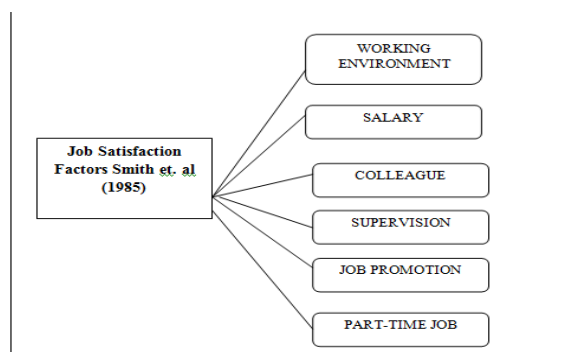 WORKING
ENVIRONMENT
SALARY
Job Satisfaction
Factors Smith et. al
(1985)
COLLEAGUE
SUPERVISION
JOB PROMOTION
PART-TIME JOB